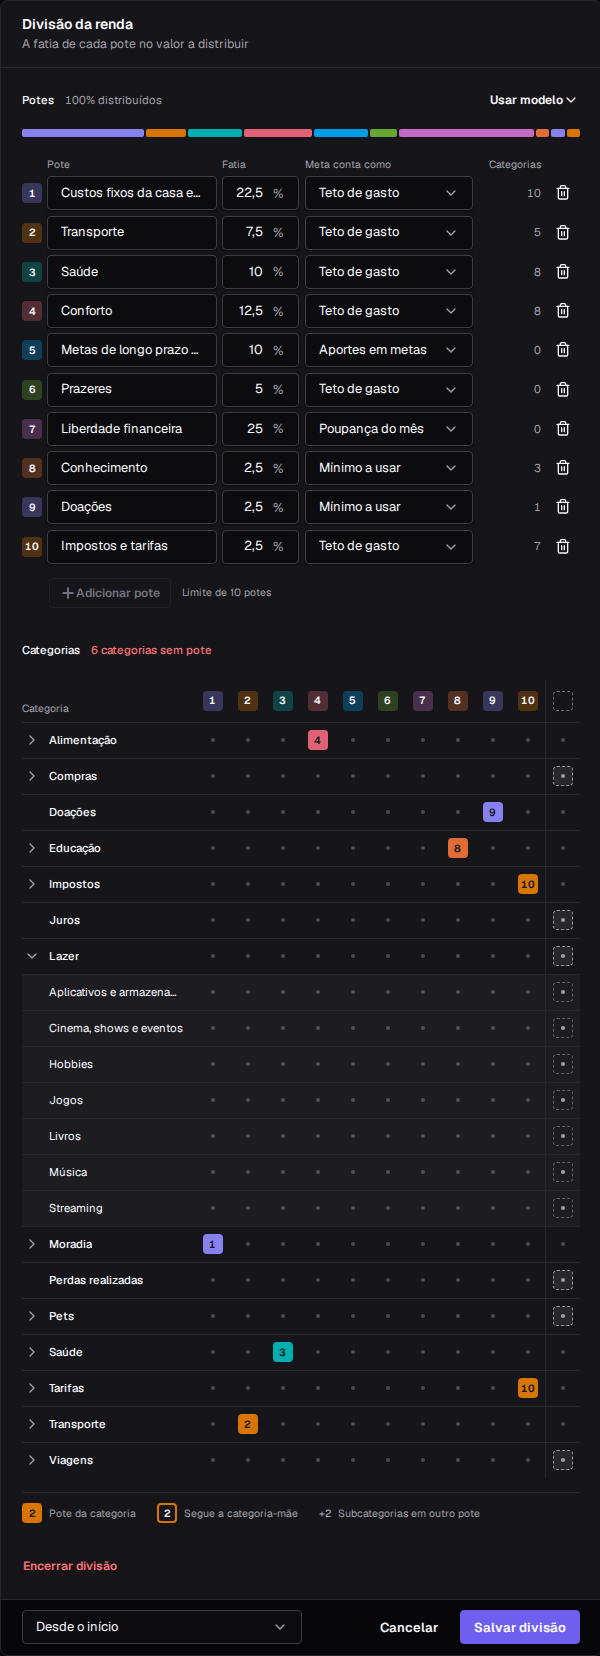 Divisão da renda
A fatia de cada pote no valor a distribuir
Potes 100% distribuídos Usar modelo
Pote Fatia Meta conta como Categorias
1 Custos fixos da casa e… 22,5 % Teto de gasto 10
2 Transporte 7,5 % Teto de gasto 5
3 Saúde 10 % Teto de gasto 8
4 Conforto 12,5 % Teto de gasto 8
5 Metas de longo prazo … 10 % Aportes em metas 0
6 Prazeres 5 % Teto de gasto 0
7 Liberdade financeira 25 % Poupança do mês 0
8 Conhecimento 2,5 % Mínimo a usar 3
9 Doações 2,5 % Mínimo a usar 1
10 Impostos e tarifas 2,5 % Teto de gasto 7
+ Adicionar pote Limite de 10 potes
Categorias 6 categorias sem pote
Categoria 1 2 3 4 5 6 7 8 9 10
Alimentação 4
Compras
Doações 9
Educação 8
Impostos 10
Juros
Lazer
Aplicativos e armazena…
Cinema, shows e eventos
Hobbies
Jogos
Livros
Música
Streaming
Moradia 1
Perdas realizadas
Pets
Saúde 3
Tarifas 10
Transporte 2
Viagens
2 Pote da categoria 2 Segue a categoria-mãe +2 Subcategorias em outro pote
Encerrar divisão
Desde o início Cancelar Salvar divisão